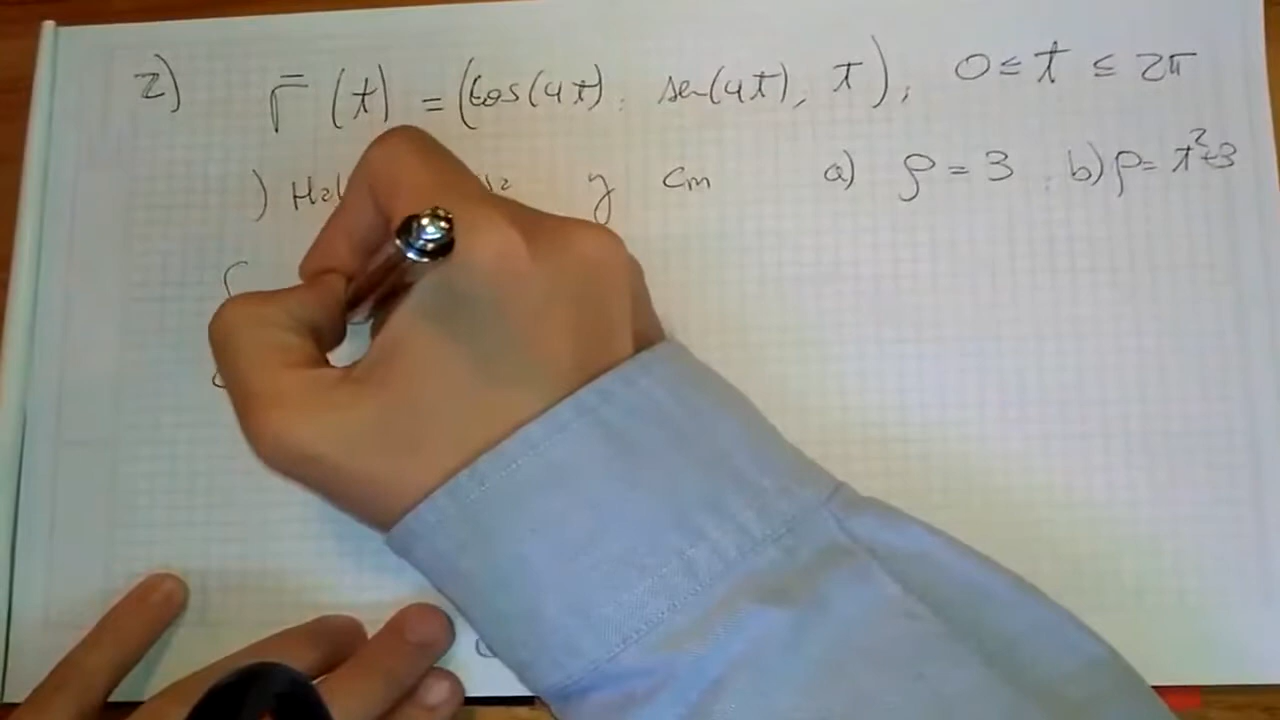 2) r̄ (t) = (cos(4t), sen(4t), t), 0 ≤ t ≤ 2π
) y cm a) ρ = 3 b) ρ = t²+3